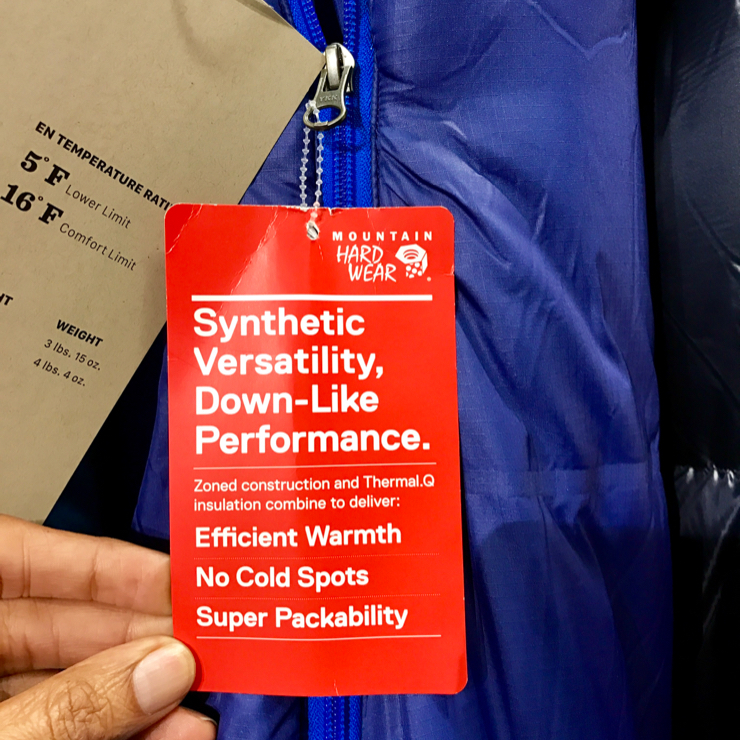 EN TEMPERATURE RATI
5°F Lower Limit
16°F Comfort Limit
WEIGHT
3 lbs. 15 oz.
4 lbs. 4 oz.
YKK
MOUNTAIN
HARD
WEAR
Synthetic
Versatility,
Down-Like
Performance.
Zoned construction and Thermal.Q
insulation combine to deliver:
Efficient Warmth
No Cold Spots
Super Packability